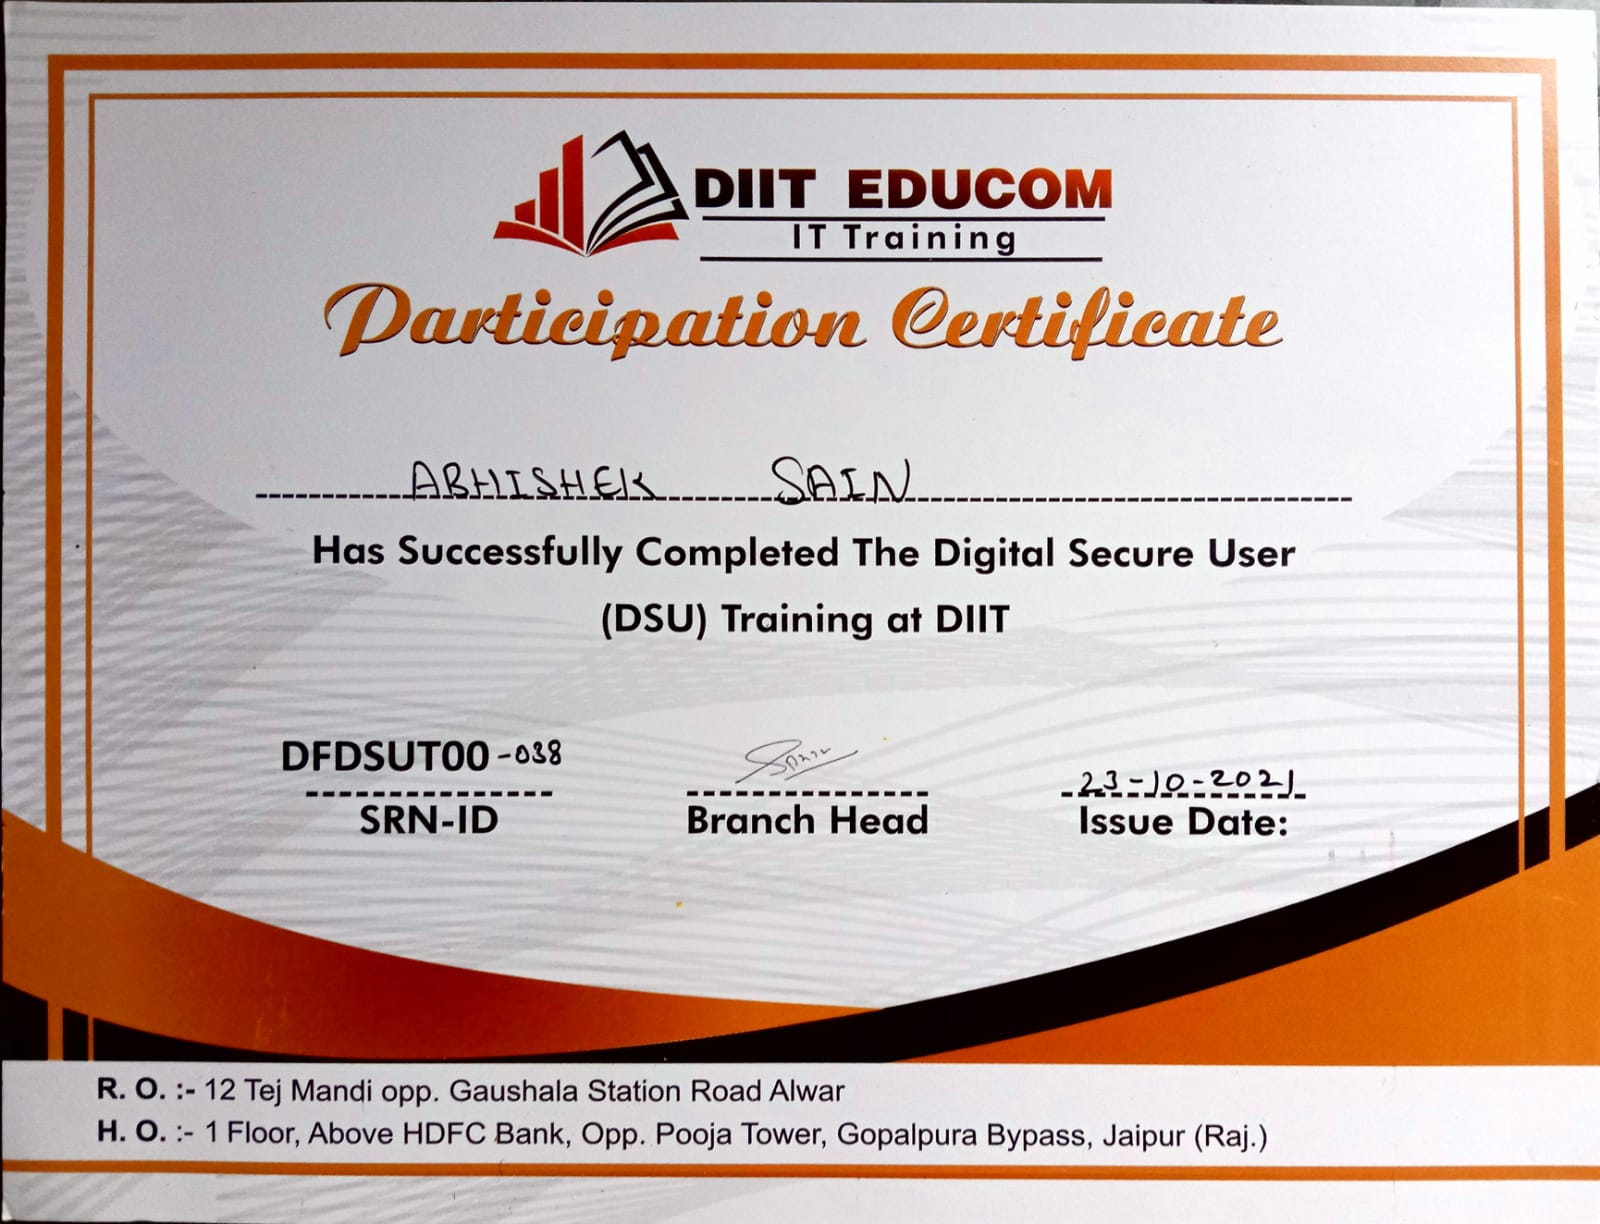 DIIT EDUCOM
IT Training
Participation Certificate
ABHISHEK SAIN
Has Successfully Completed The Digital Secure User
(DSU) Training at DIIT
DFDSUT00-038
SRN-ID
Branch Head
23-10-2021
Issue Date:
R. O. :- 12 Tej Mandi opp. Gaushala Station Road Alwar
H. O. :- 1 Floor, Above HDFC Bank, Opp. Pooja Tower, Gopalpura Bypass, Jaipur (Raj.)